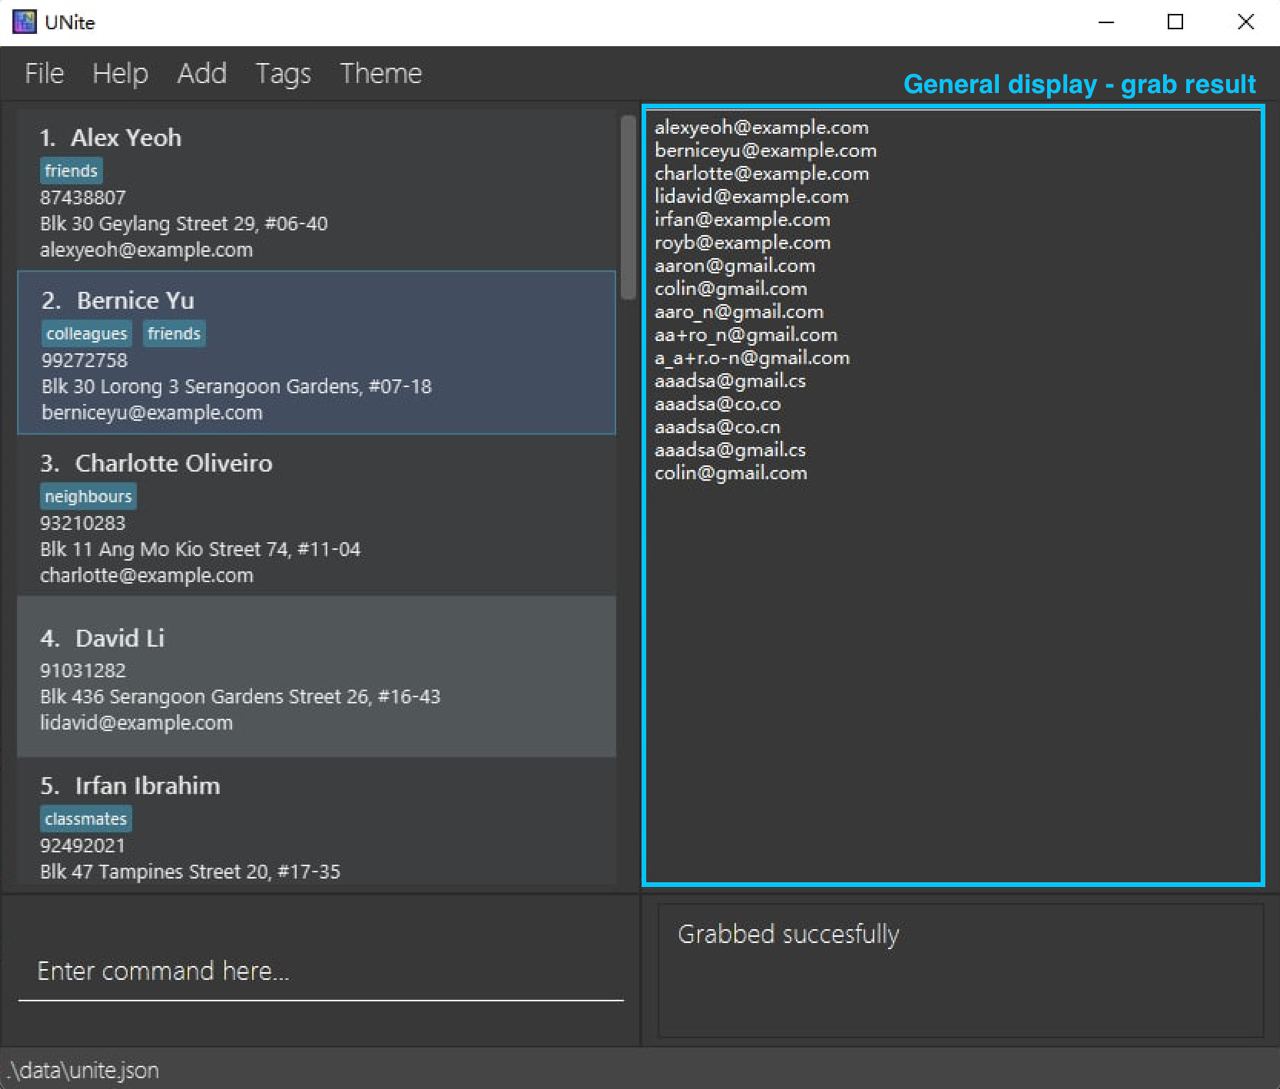 UNite
File Help Add Tags Theme
General display - grab result
1. Alex Yeoh
friends
87438807
Blk 30 Geylang Street 29, #06-40
alexyeoh@example.com
2. Bernice Yu
colleagues friends
99272758
Blk 30 Lorong 3 Serangoon Gardens, #07-18
berniceyu@example.com
3. Charlotte Oliveiro
neighbours
93210283
Blk 11 Ang Mo Kio Street 74, #11-04
charlotte@example.com
4. David Li
91031282
Blk 436 Serangoon Gardens Street 26, #16-43
lidavid@example.com
5. Irfan Ibrahim
classmates
92492021
Blk 47 Tampines Street 20, #17-35
alexyeoh@example.com
berniceyu@example.com
charlotte@example.com
lidavid@example.com
irfan@example.com
royb@example.com
aaron@gmail.com
colin@gmail.com
aaro_n@gmail.com
aa+ro_n@gmail.com
a_a+r.o-n@gmail.com
aaadsa@gmail.cs
aaadsa@co.co
aaadsa@co.cn
aaadsa@gmail.cs
colin@gmail.com
Enter command here...
Grabbed succesfully
.\data\unite.json